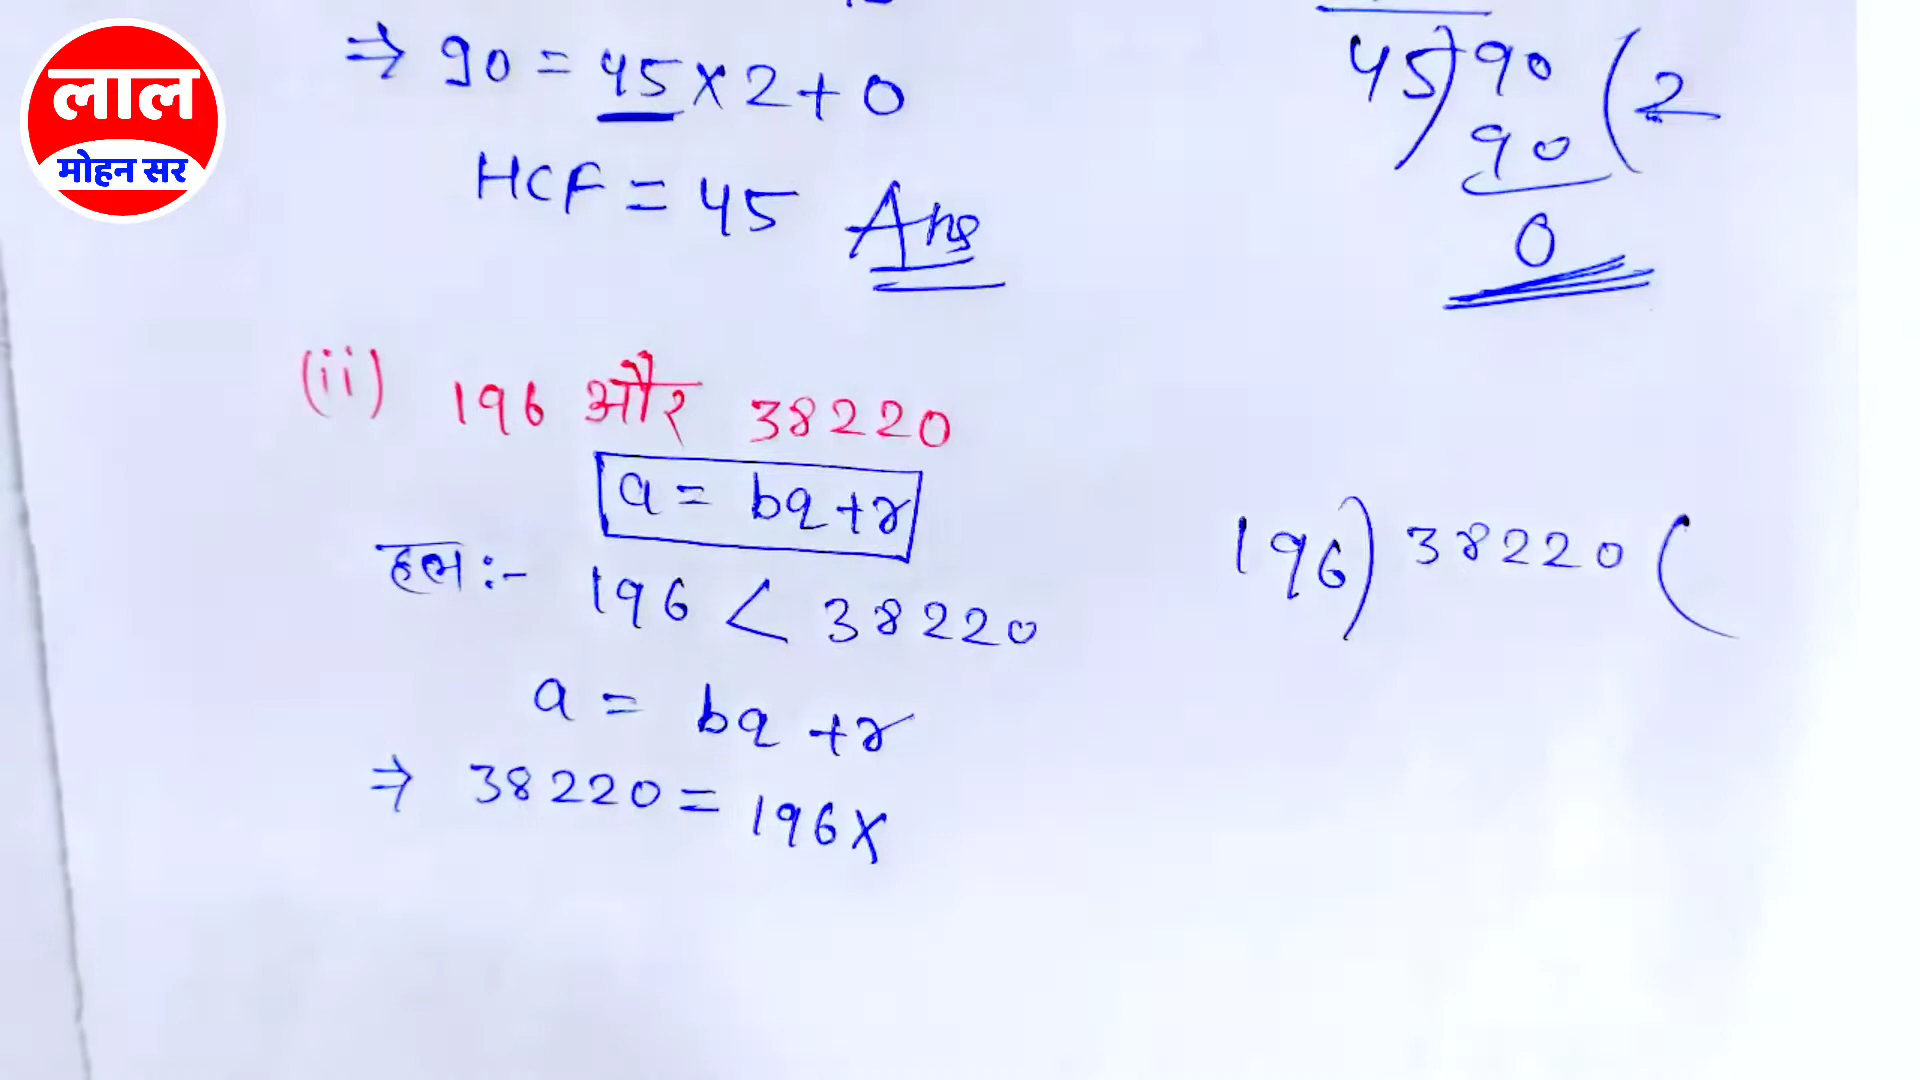 लाल
मोहन सर
⇒ 90 = 45 × 2 + 0
HCF = 45 Ans
45) 90 (2
90
0
(ii) 196 और 38220
a = bq + r
हल :- 196 < 38220
a = bq + r
⇒ 38220 = 196 ×
196) 38220 (